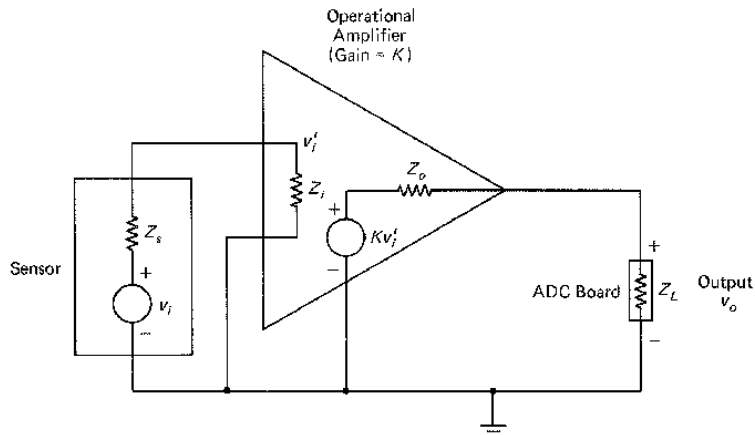 Operational
Amplifier
(Gain = K)
v'i
Zi
Zo
+
Kv'i
−
Sensor
Zs
+
vi
−
+
ADC Board
ZL
Output
vo
−